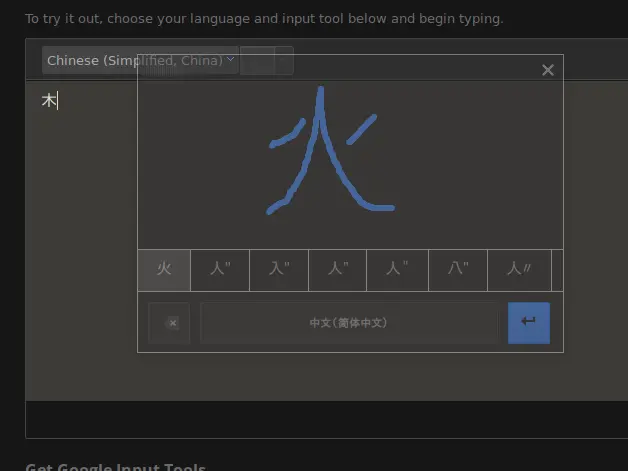 To try it out, choose your language and input tool below and begin typing.
Chinese (Simplified, China)
木
火
火 人" 入" 人" 人" 八" 人〃
中文(简体中文)
Get Google Input Tools